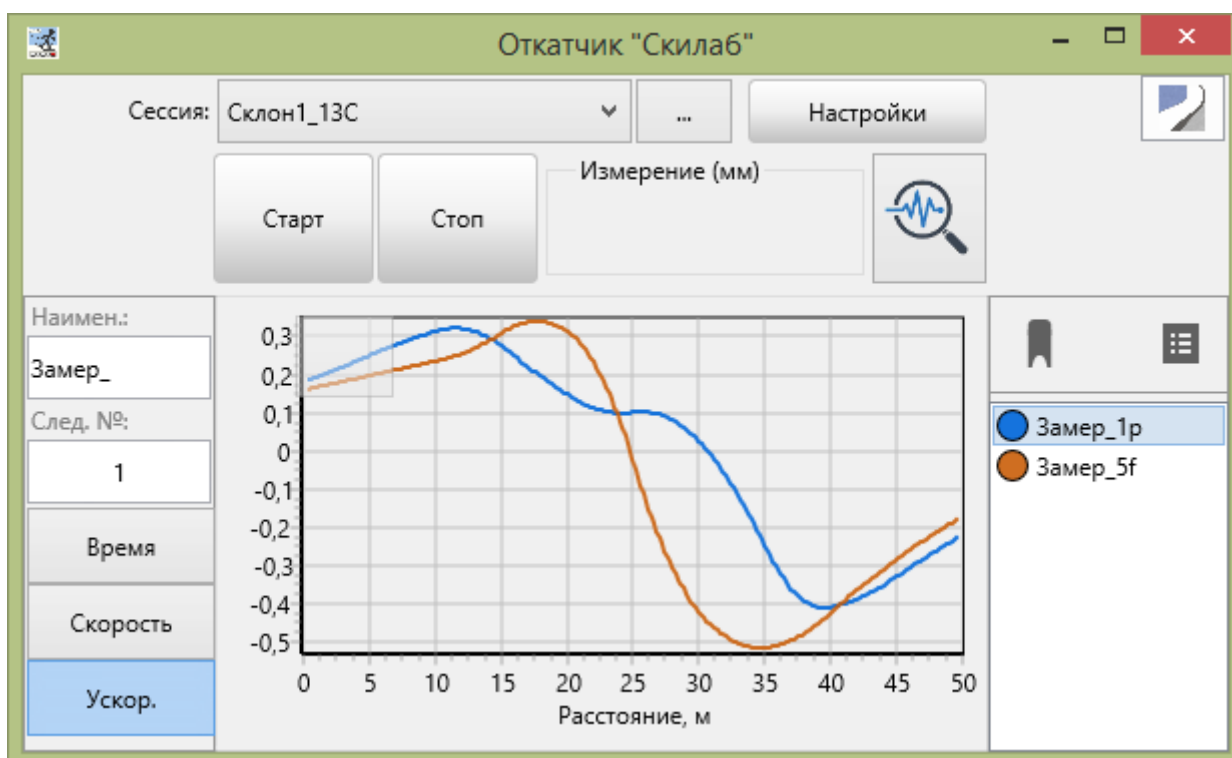 Откатчик "Скилаб"
Сессия: Склон1_13С ... Настройки
Старт Стоп Измерение (мм)
Наимен.:
Замер_
След. №:
1
Время
Скорость
Ускор.
0,3
0,2
0,1
0
-0,1
-0,2
-0,3
-0,4
-0,5
0 5 10 15 20 25 30 35 40 45 50
Расстояние, м
Замер_1p
Замер_5f